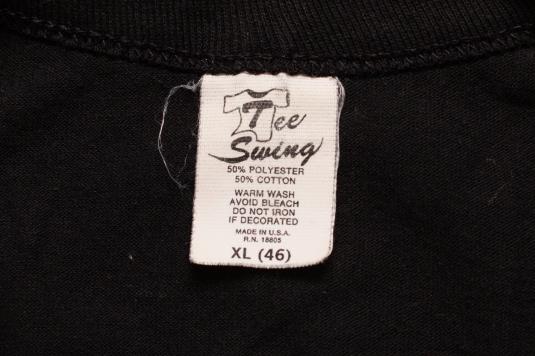 Tee
Swing
50% POLYESTER
50% COTTON
WARM WASH
AVOID BLEACH
DO NOT IRON
IF DECORATED
MADE IN U.S.A.
R.N. 18805
XL (46)